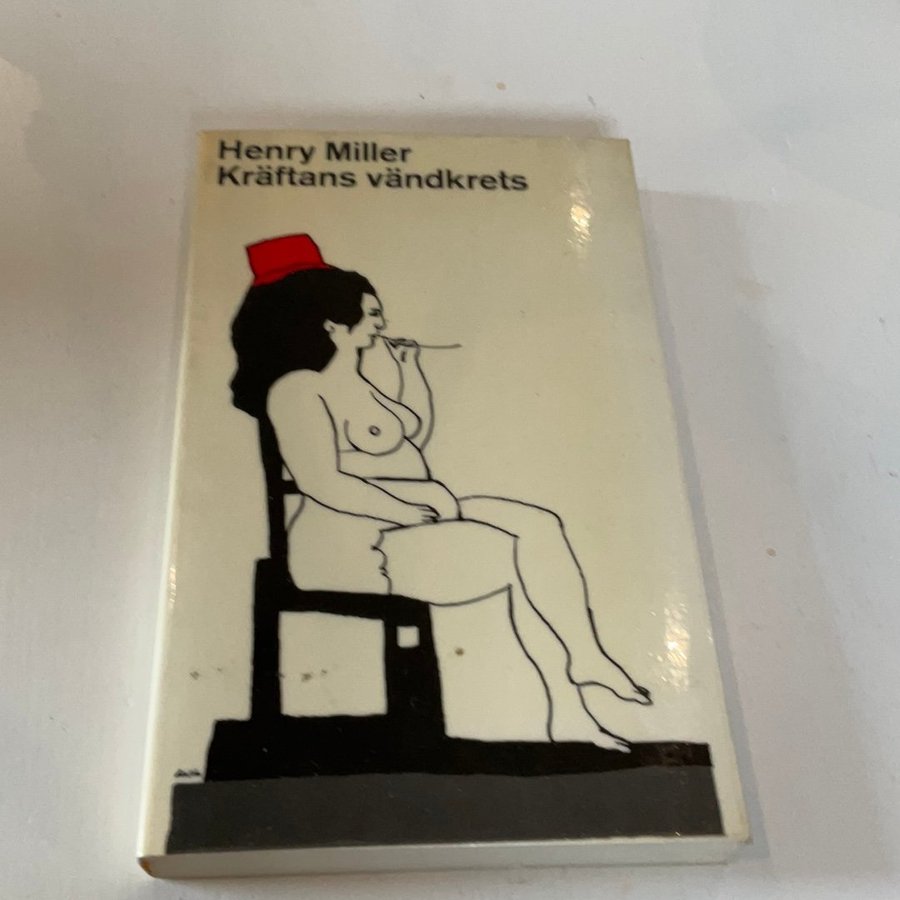 Henry Miller
Kräftans vändkrets